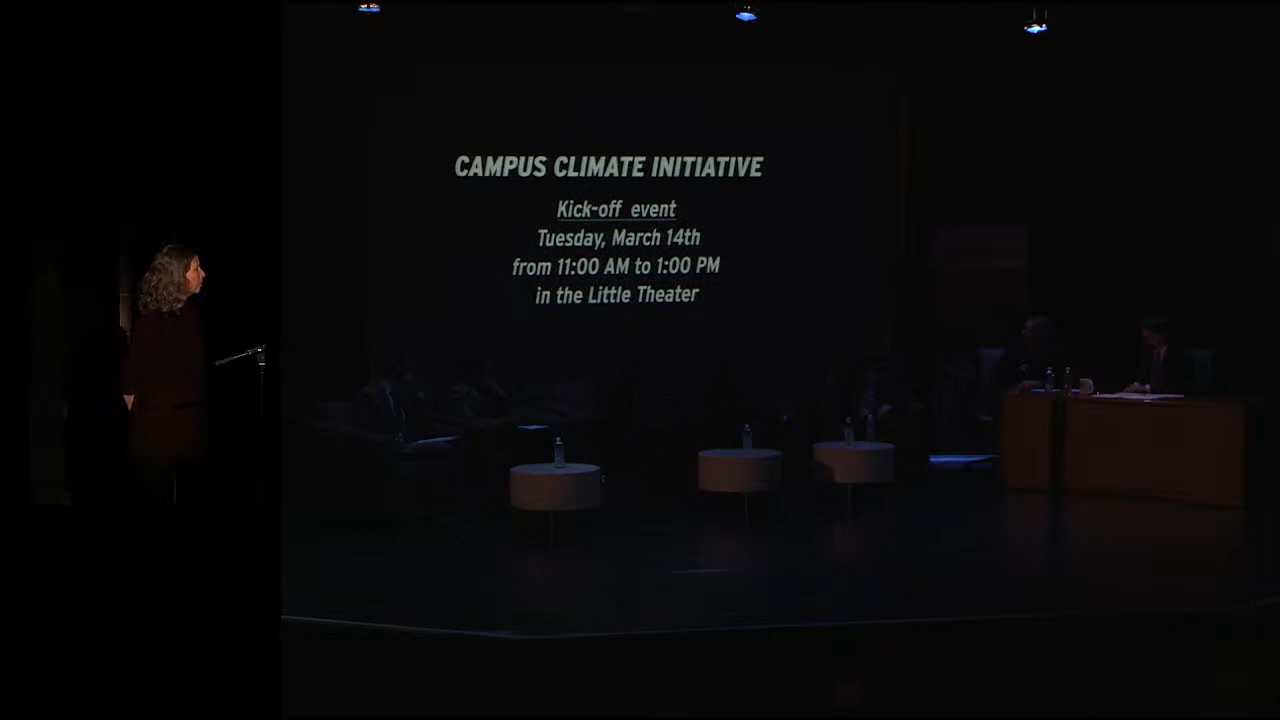 CAMPUS CLIMATE INITIATIVE
Kick-off event
Tuesday, March 14th
from 11:00 AM to 1:00 PM
in the Little Theater